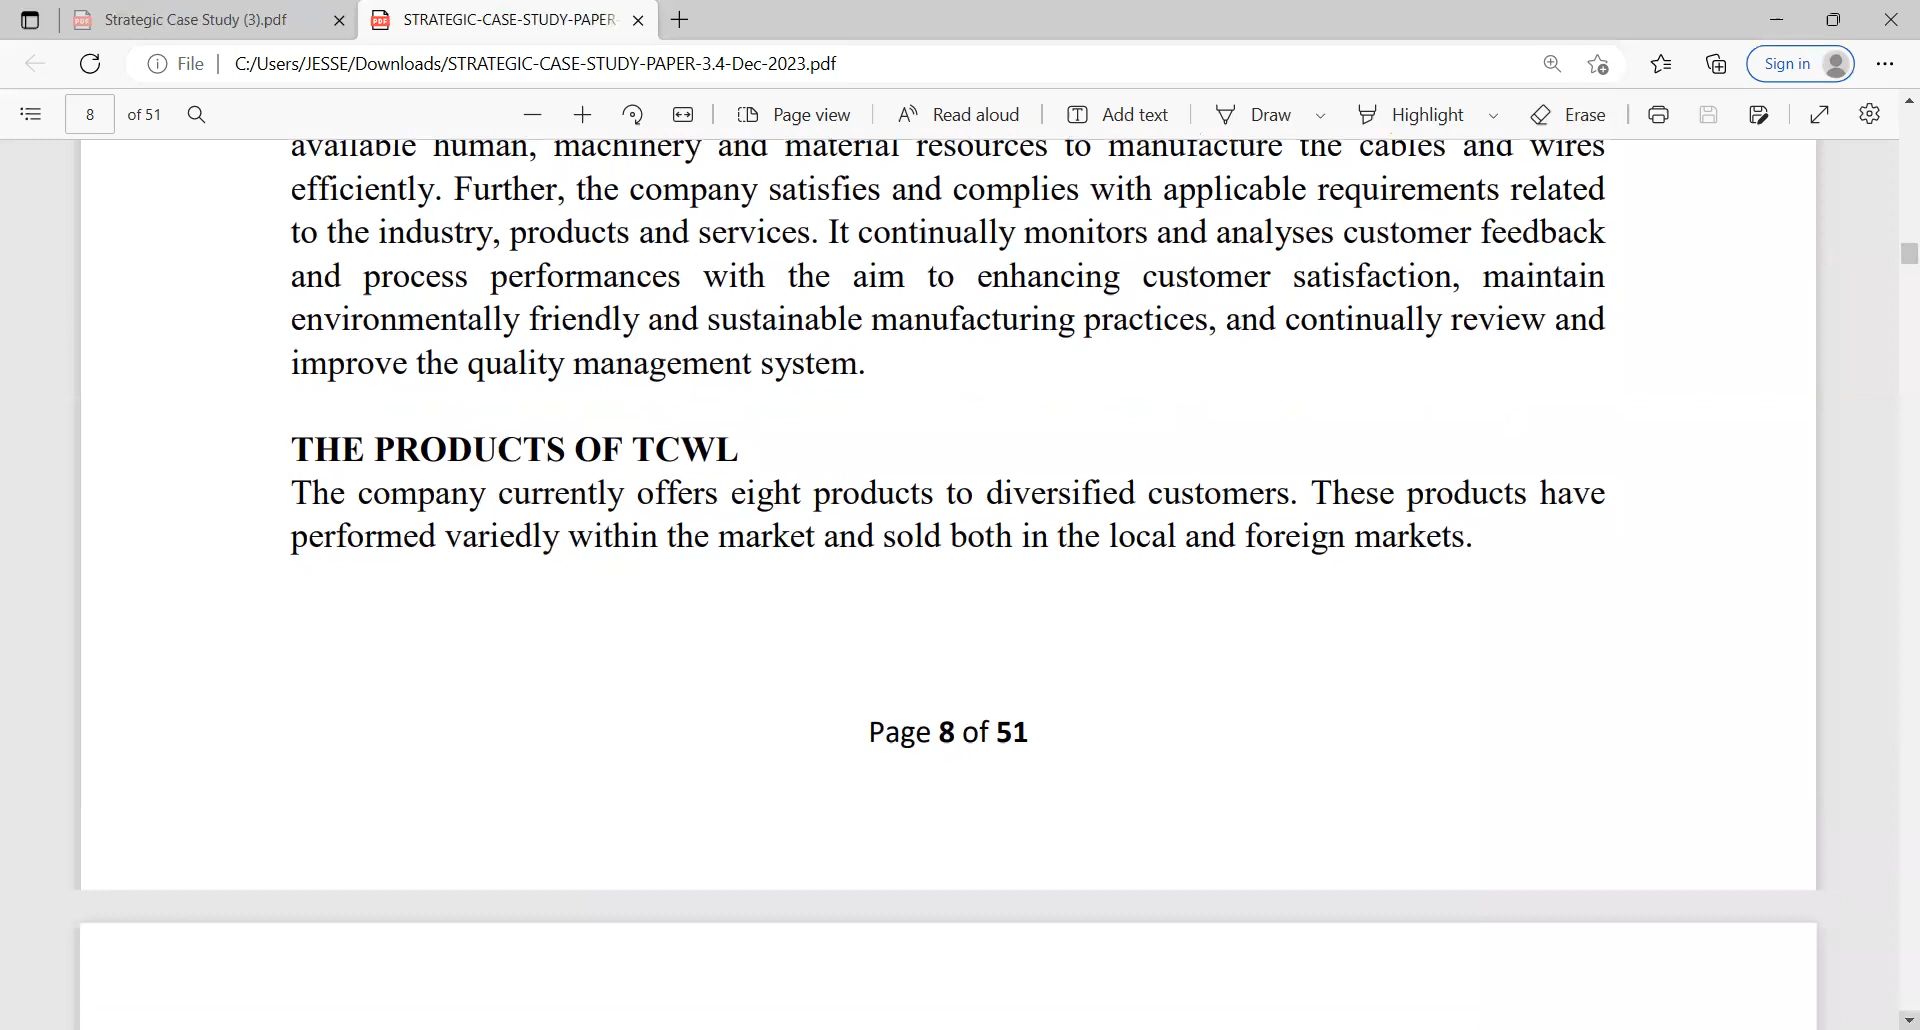 Strategic Case Study (3).pdf
STRATEGIC-CASE-STUDY-PAPER-
File
C:/Users/JESSE/Downloads/STRATEGIC-CASE-STUDY-PAPER-3.4-Dec-2023.pdf
Sign in
8 of 51
Page view
Read aloud
Add text
Draw
Highlight
Erase
available human, machinery and material resources to manufacture the cables and wires
efficiently. Further, the company satisfies and complies with applicable requirements related
to the industry, products and services. It continually monitors and analyses customer feedback
and process performances with the aim to enhancing customer satisfaction, maintain
environmentally friendly and sustainable manufacturing practices, and continually review and
improve the quality management system.
THE PRODUCTS OF TCWL
The company currently offers eight products to diversified customers. These products have
performed variedly within the market and sold both in the local and foreign markets.
Page 8 of 51